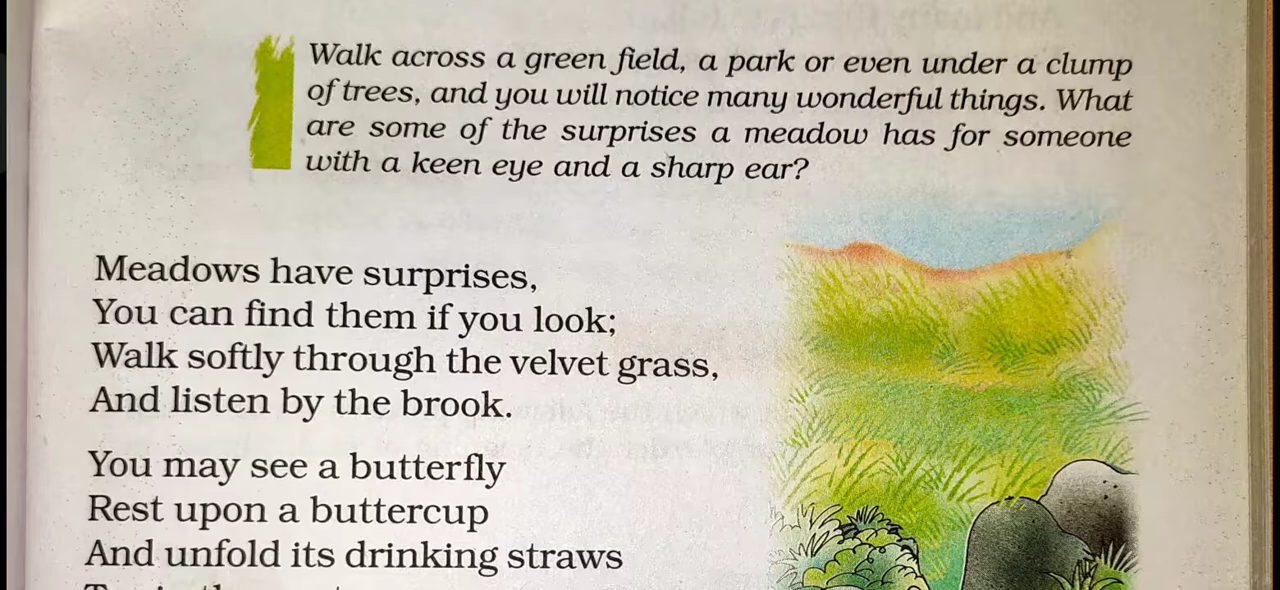 Walk across a green field, a park or even under a clump
of trees, and you will notice many wonderful things. What
are some of the surprises a meadow has for someone
with a keen eye and a sharp ear?
Meadows have surprises,
You can find them if you look;
Walk softly through the velvet grass,
And listen by the brook.
You may see a butterfly
Rest upon a buttercup
And unfold its drinking straws